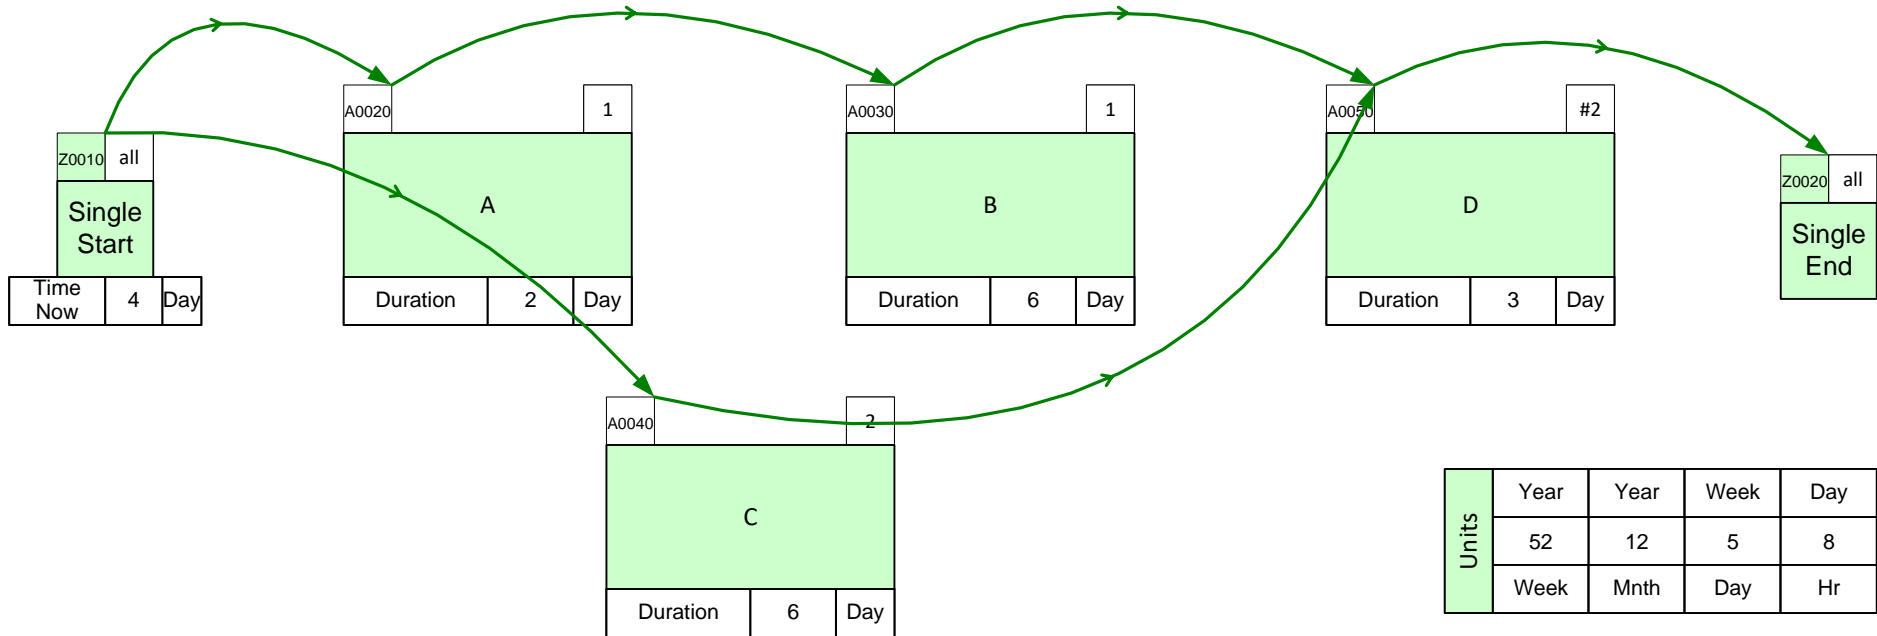 A0020
1
A0030
1
A0050
#2
Z0010
all
Z0020
all
Single
Start
A
B
D
Single
End
Time
Now
4
Day
Duration
2
Day
Duration
6
Day
Duration
3
Day
A0040
2
C
Duration
6
Day
Units
Year
Year
Week
Day
52
12
5
8
Week
Mnth
Day
Hr